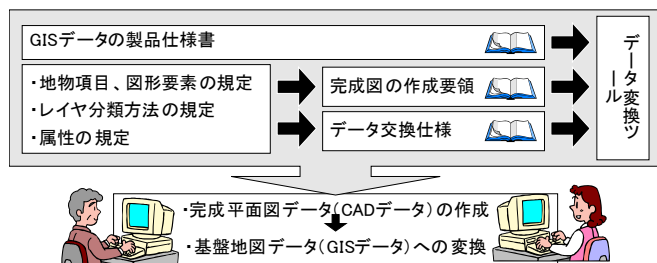 GISデータの製品仕様書
・地物項目、図形要素の規定
・レイヤ分類方法の規定
・属性の規定
完成図の作成要領
データ交換仕様
データ変換ツール
・完成平面図データ(CADデータ)の作成
・基盤地図データ(GISデータ)への変換